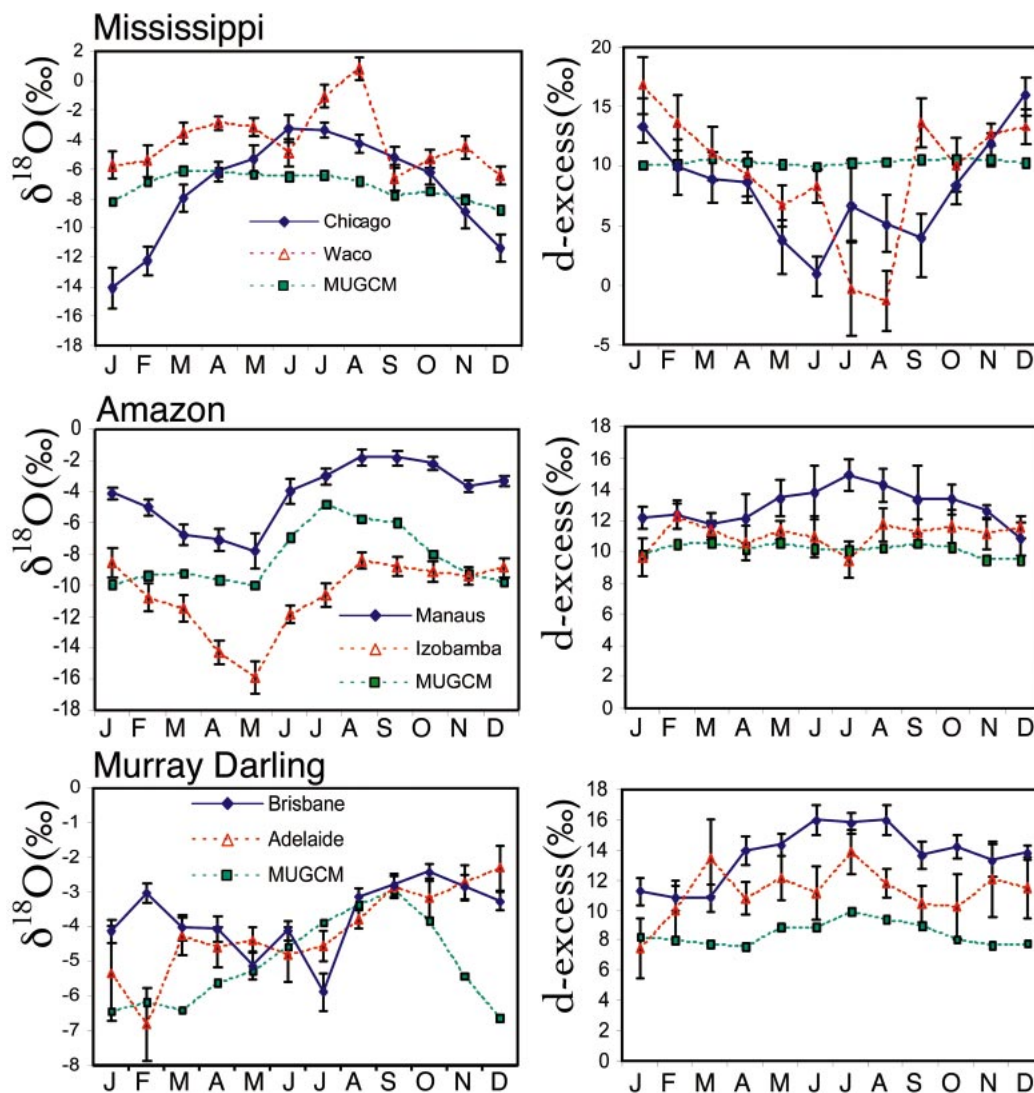 Mississippi
δ18O(‰)
2
0
-2
-4
-6
-8
-10
-12
-14
-16
-18
Chicago
Waco
MUGCM
J F M A M J J A S O N D
d-excess(‰)
20
15
10
5
0
-5
J F M A M J J A S O N D
Amazon
δ18O(‰)
0
-2
-4
-6
-8
-10
-12
-14
-16
-18
Manaus
Izobamba
MUGCM
J F M A M J J A S O N D
d-excess(‰)
18
16
14
12
10
8
6
4
2
0
J F M A M J J A S O N D
Murray Darling
δ18O(‰)
0
-1
-2
-3
-4
-5
-6
-7
-8
Brisbane
Adelaide
MUGCM
J F M A M J J A S O N D
d-excess(‰)
18
16
14
12
10
8
6
4
2
0
J F M A M J J A S O N D